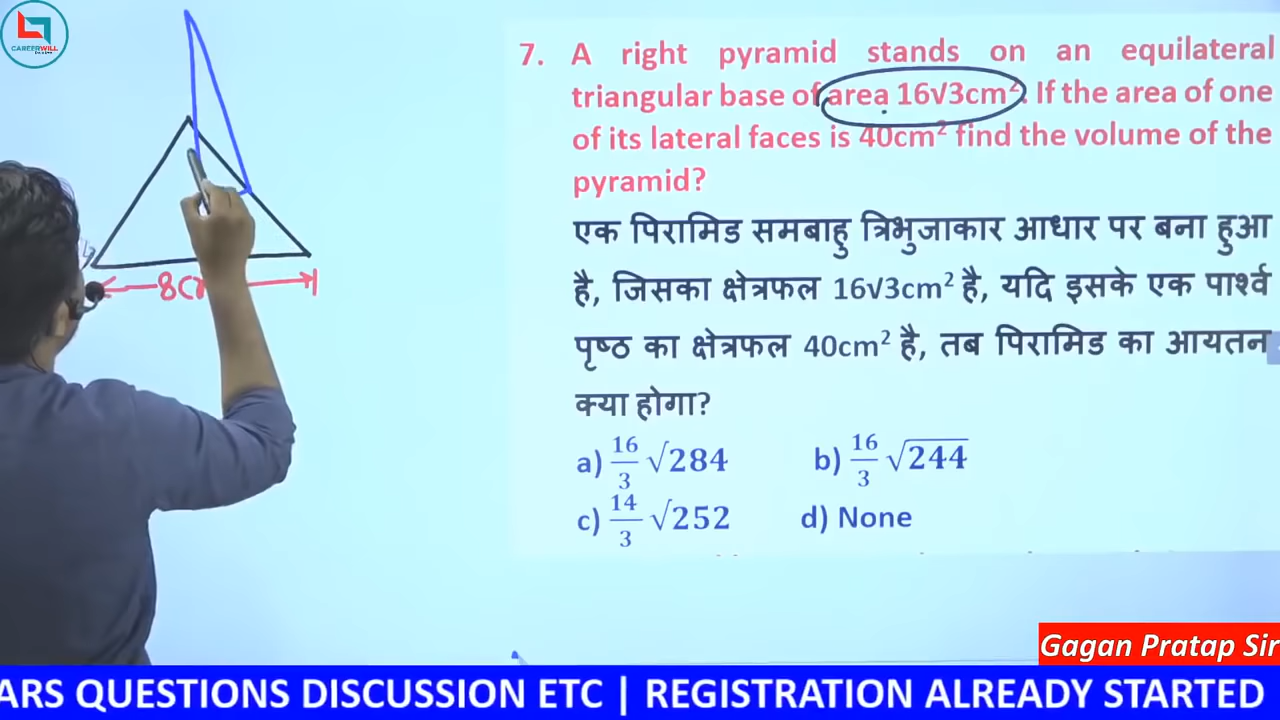 CAREERWILL
7. A right pyramid stands on an equilateral
triangular base of area 16√3cm². If the area of one
of its lateral faces is 40cm² find the volume of the
pyramid?
एक पिरामिड समबाहु त्रिभुजाकार आधार पर बना हुआ
है, जिसका क्षेत्रफल 16√3cm² है, यदि इसके एक पार्श्व
पृष्ठ का क्षेत्रफल 40cm² है, तब पिरामिड का आयतन
क्या होगा?
a) 16/3 √284 b) 16/3 √244
c) 14/3 √252 d) None
8c
Gagan Pratap Sir
ARS QUESTIONS DISCUSSION ETC | REGISTRATION ALREADY STARTED